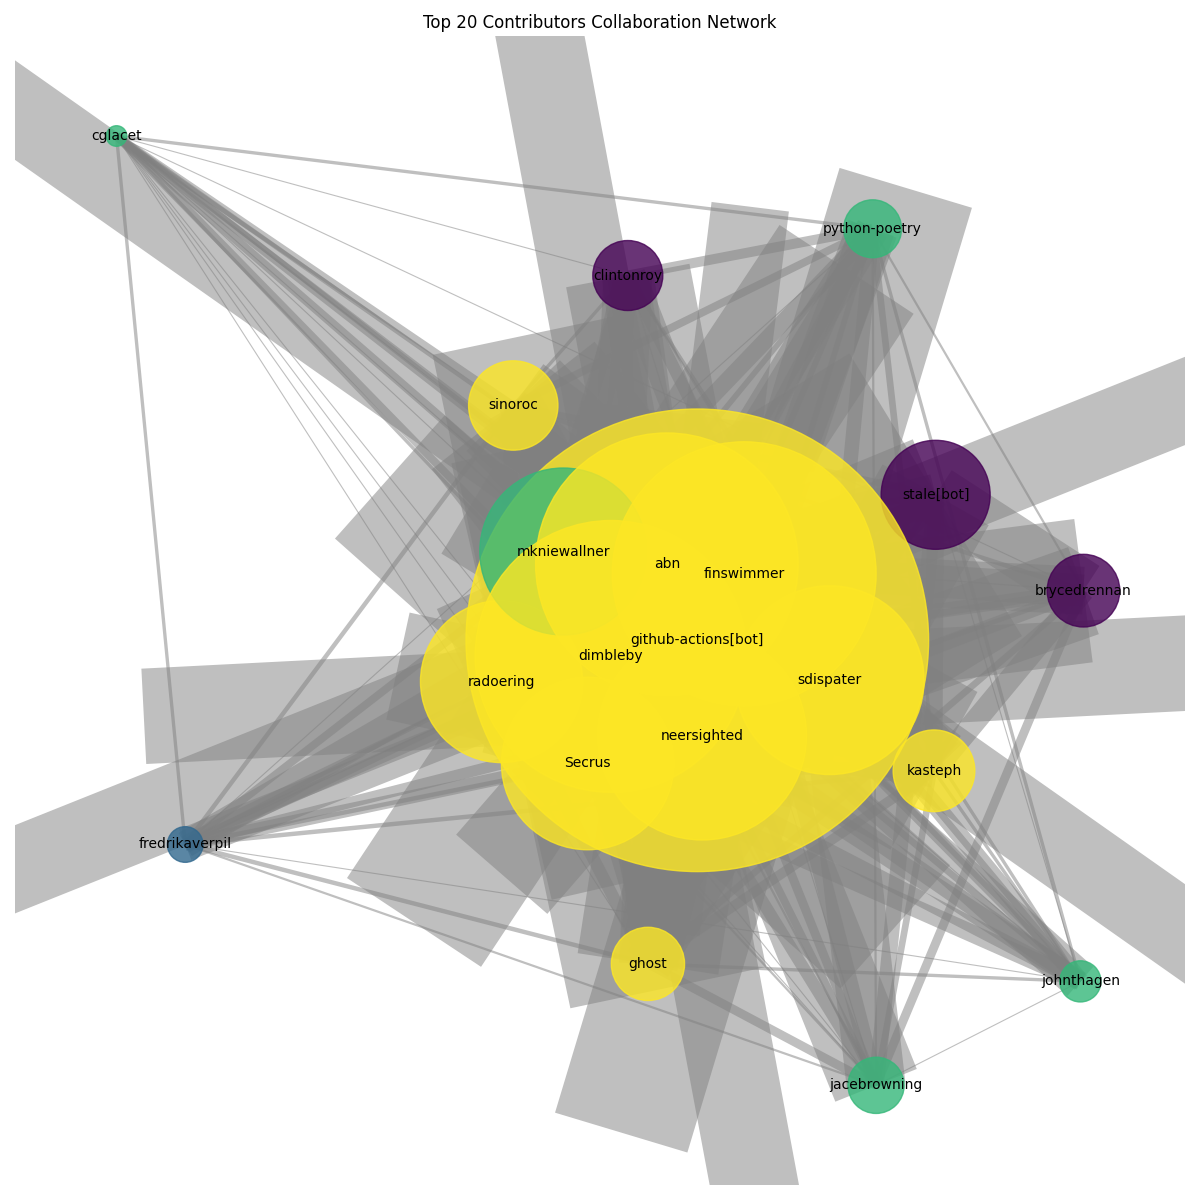 Top 20 Contributors Collaboration Network
cglacet
python-poetry
clintonroy
sinoroc
stale[bot]
mkniewallner
abn
finswimmer
brycedrennan
github-actions[bot]
dimbleby
radoering
sdispater
neersighted
Secrus
kasteph
fredrikaverpil
ghost
johnthagen
jacebrowning